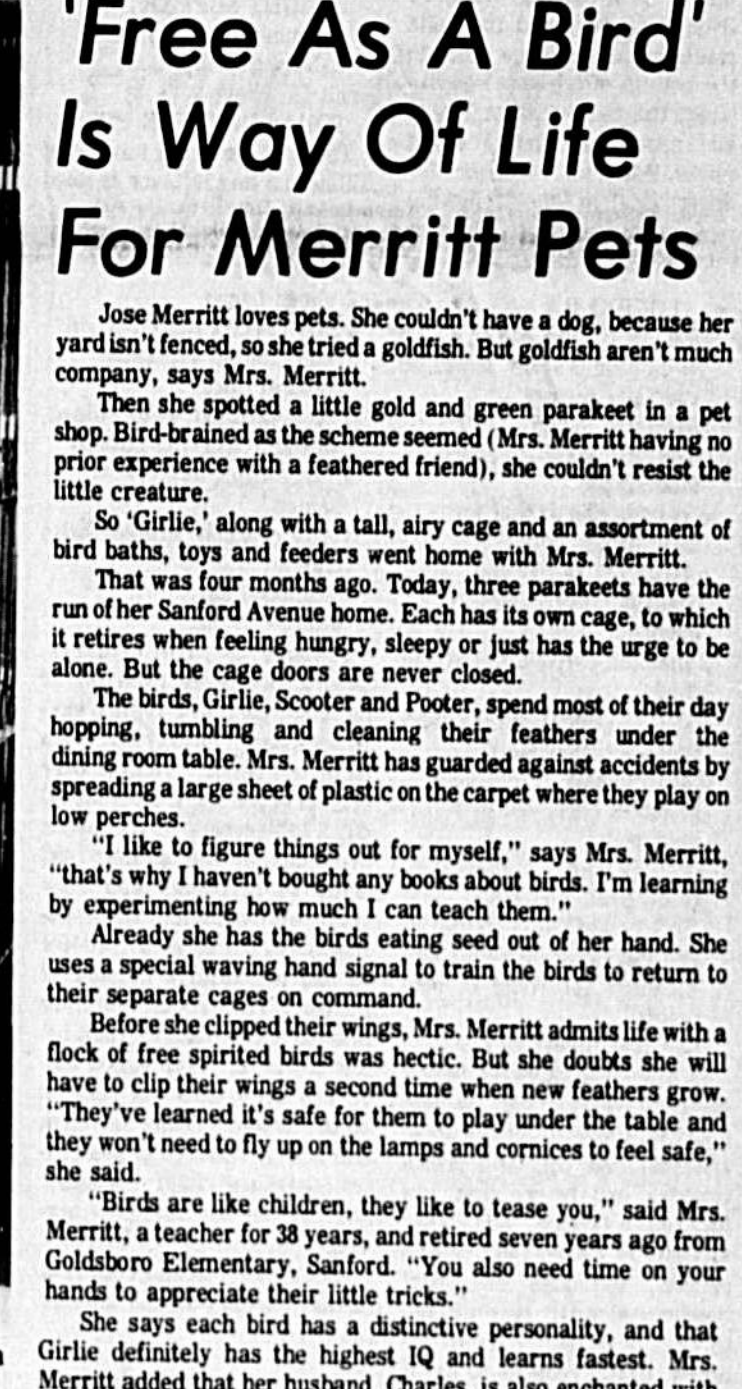 'Free As A Bird'
Is Way Of Life
For Merritt Pets
Jose Merritt loves pets. She couldn't have a dog, because her
yard isn't fenced, so she tried a goldfish. But goldfish aren't much
company, says Mrs. Merritt.
Then she spotted a little gold and green parakeet in a pet
shop. Bird-brained as the scheme seemed (Mrs. Merritt having no
prior experience with a feathered friend), she couldn't resist the
little creature.
So 'Girlie,' along with a tall, airy cage and an assortment of
bird baths, toys and feeders went home with Mrs. Merritt.
That was four months ago. Today, three parakeets have the
run of her Sanford Avenue home. Each has its own cage, to which
it retires when feeling hungry, sleepy or just has the urge to be
alone. But the cage doors are never closed.
The birds, Girlie, Scooter and Pooter, spend most of their day
hopping, tumbling and cleaning their feathers under the
dining room table. Mrs. Merritt has guarded against accidents by
spreading a large sheet of plastic on the carpet where they play on
low perches.
"I like to figure things out for myself," says Mrs. Merritt,
"that's why I haven't bought any books about birds. I'm learning
by experimenting how much I can teach them."
Already she has the birds eating seed out of her hand. She
uses a special waving hand signal to train the birds to return to
their separate cages on command.
Before she clipped their wings, Mrs. Merritt admits life with a
flock of free spirited birds was hectic. But she doubts she will
have to clip their wings a second time when new feathers grow.
"They've learned it's safe for them to play under the table and
they won't need to fly up on the lamps and cornices to feel safe,"
she said.
"Birds are like children, they like to tease you," said Mrs.
Merritt, a teacher for 38 years, and retired seven years ago from
Goldsboro Elementary, Sanford. "You also need time on your
hands to appreciate their little tricks."
She says each bird has a distinctive personality, and that
Girlie definitely has the highest IQ and learns fastest. Mrs.
Merritt added that her husband, Charles, is also enchanted with